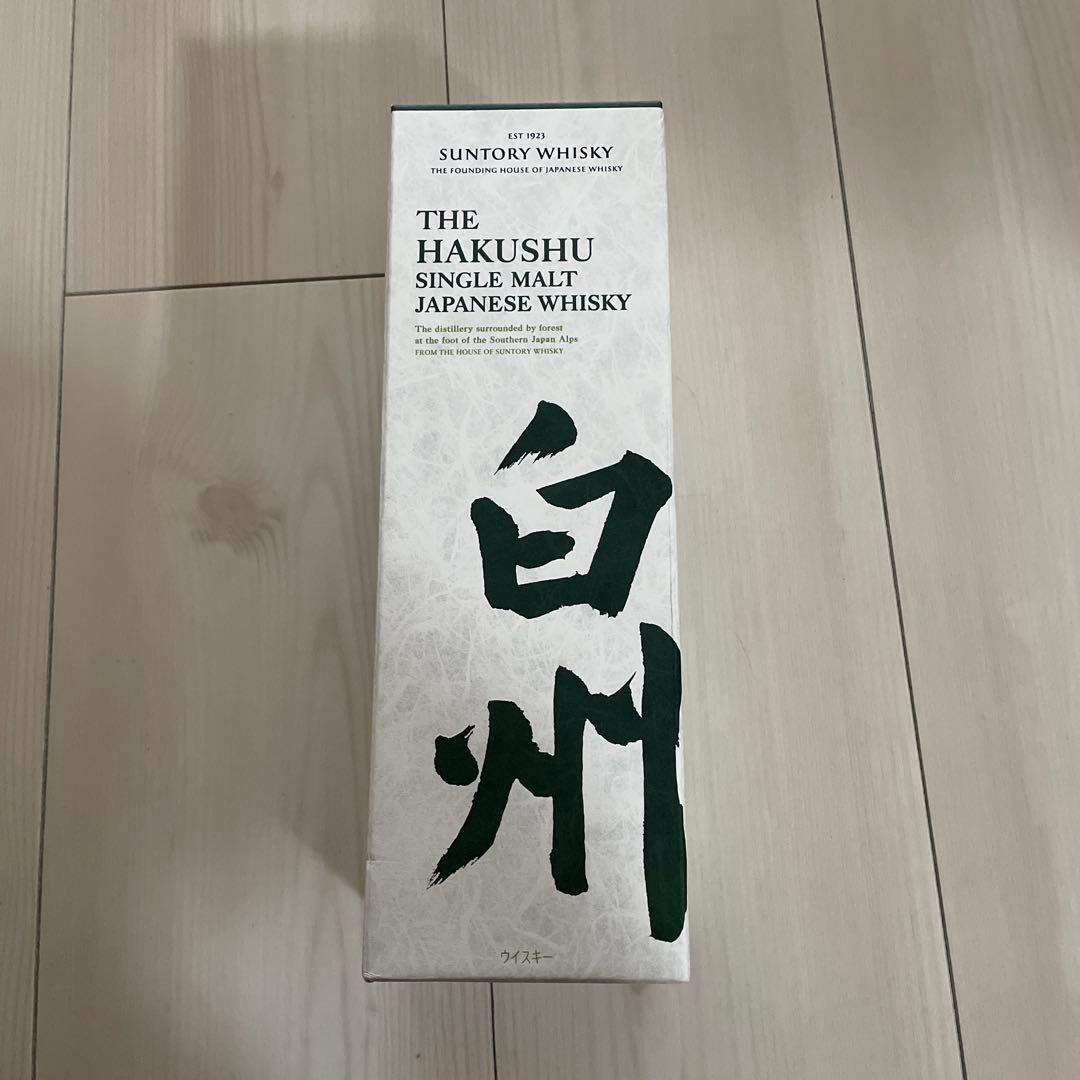 EST 1923
SUNTORY WHISKY
THE FOUNDING HOUSE OF JAPANESE WHISKY
THE
HAKUSHU
SINGLE MALT
JAPANESE WHISKY
The distillery surrounded by forest
at the foot of the Southern Japan Alps
FROM THE HOUSE OF SUNTORY WHISKY
白
州
ウイスキー